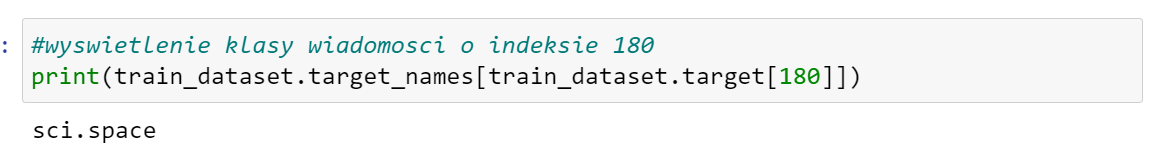 :
#wyswietlenie klasy wiadomosci o indeksie 180
print(train_dataset.target_names[train_dataset.target[180]])
sci.space